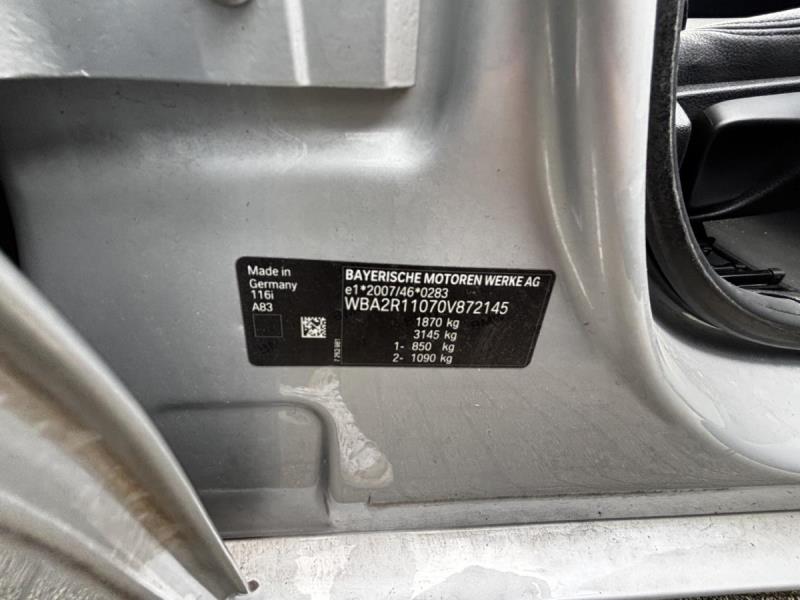 Made in
Germany
116i
A83
BAYERISCHE MOTOREN WERKE AG
e1*2007/46*0283
WBA2R11070V872145
1870 kg
3145 kg
1- 850 kg
2- 1090 kg